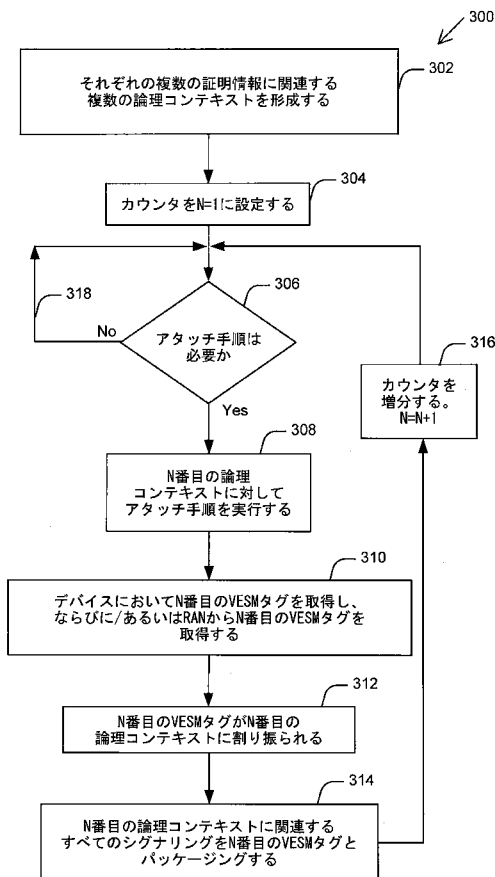 300
それぞれの複数の証明情報に関連する
複数の論理コンテキストを形成する
302
カウンタをN=1に設定する
304
318
306
No
アタッチ手順は
必要か
Yes
316
カウンタを
増分する。
N=N+1
308
N番目の論理
コンテキストに対して
アタッチ手順を実行する
310
デバイスにおいてN番目のVESMタグを取得し、
ならびに/あるいはRANからN番目のVESMタグを
取得する
312
N番目のVESMタグがN番目の
論理コンテキストに割り振られる
314
N番目の論理コンテキストに関連する
すべてのシグナリングをN番目のVESMタグと
パッケージングする